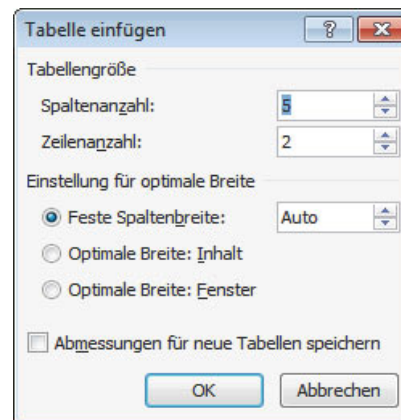 Tabelle einfügen
Tabellengröße
Spaltenanzahl: 5
Zeilenanzahl: 2
Einstellung für optimale Breite
Feste Spaltenbreite: Auto
Optimale Breite: Inhalt
Optimale Breite: Fenster
Abmessungen für neue Tabellen speichern
OK Abbrechen